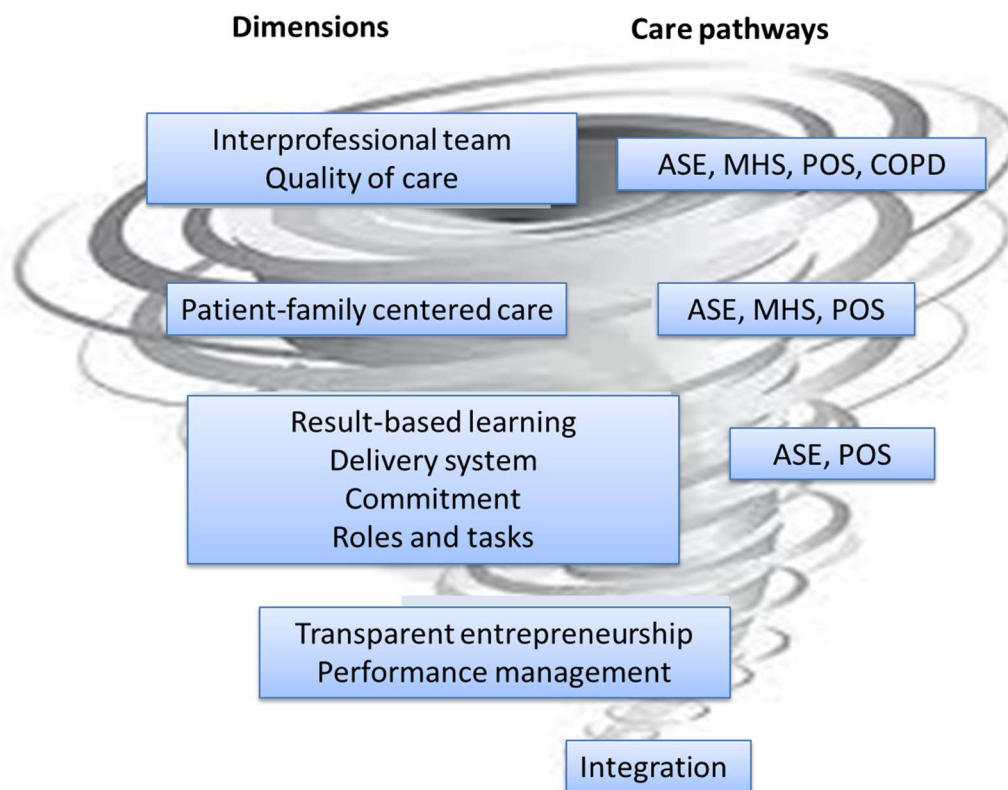 Dimensions
Care pathways
Interprofessional team
Quality of care
ASE, MHS, POS, COPD
Patient-family centered care
ASE, MHS, POS
Result-based learning
Delivery system
Commitment
Roles and tasks
ASE, POS
Transparent entrepreneurship
Performance management
Integration